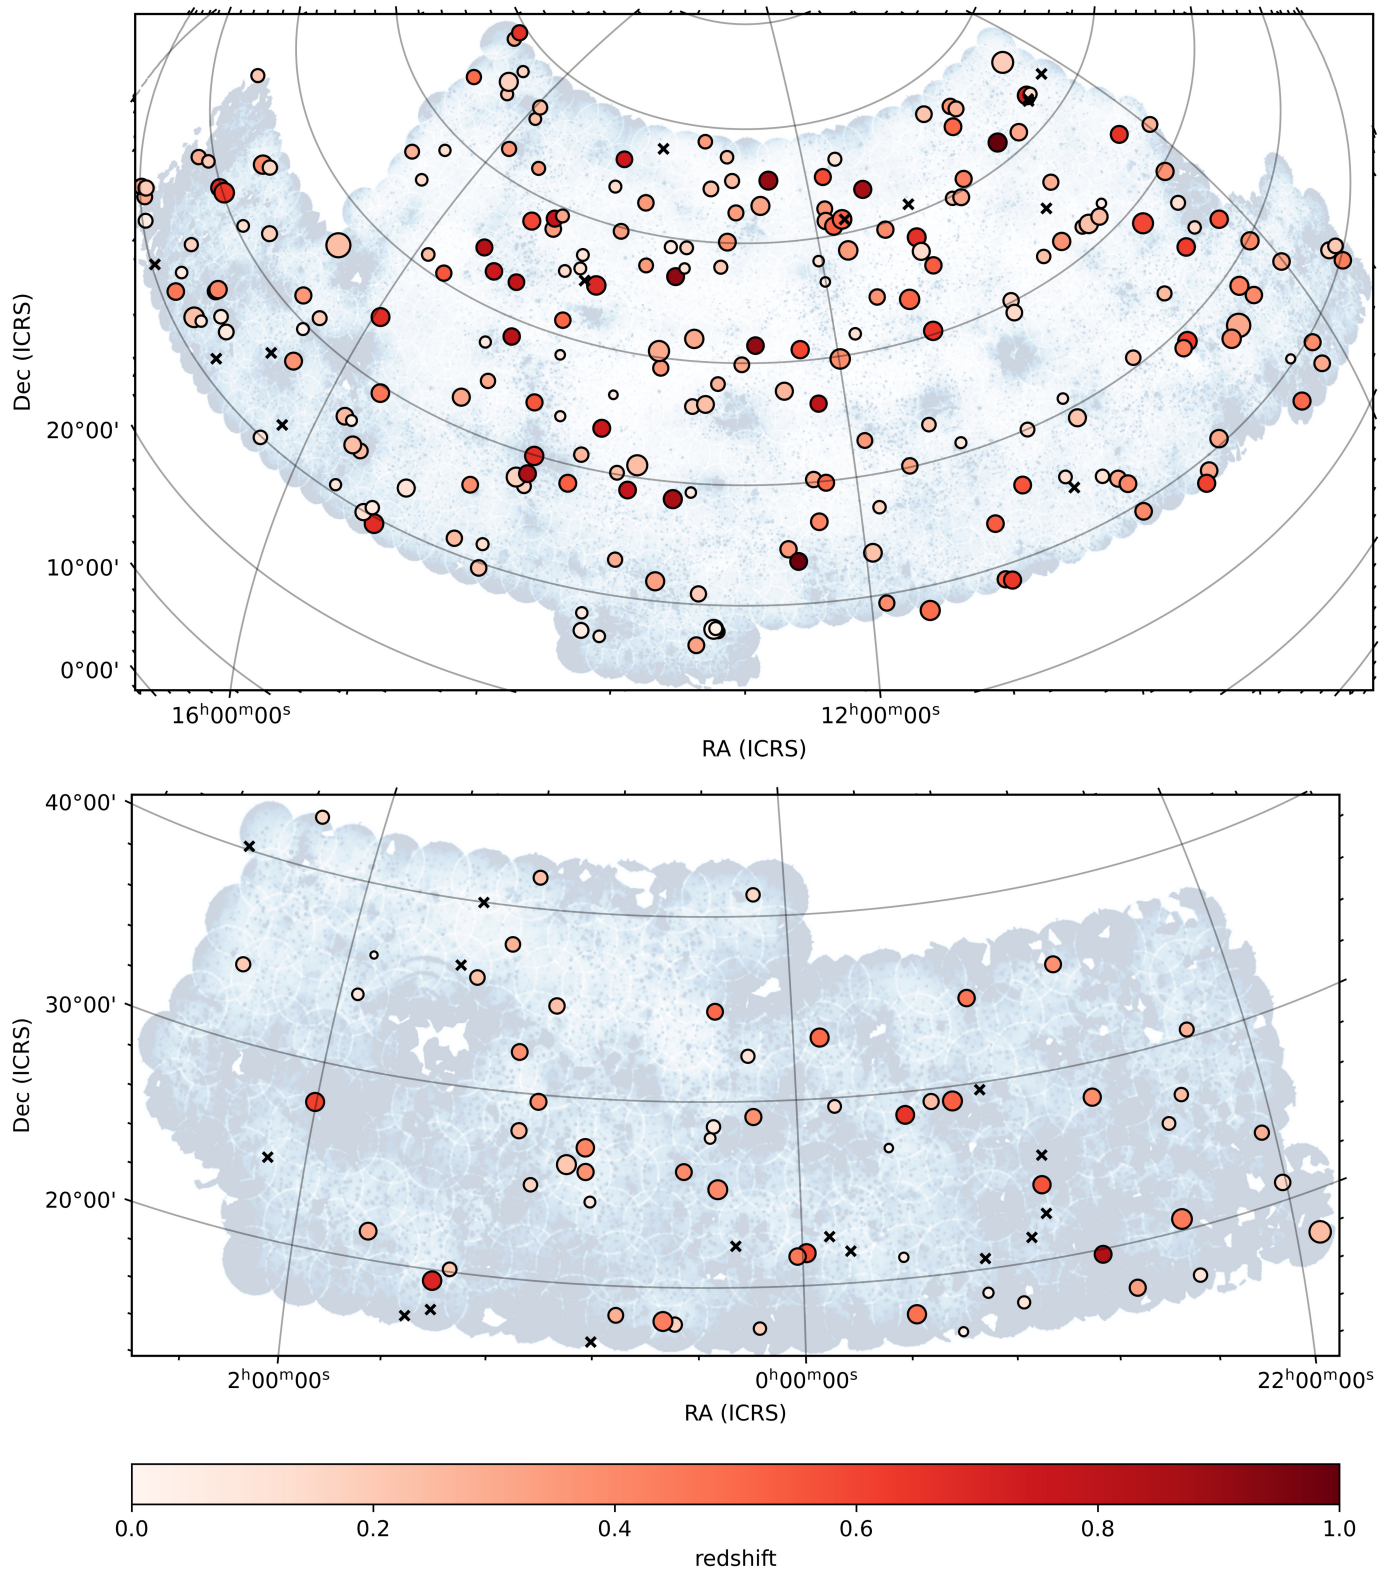 Dec (ICRS)
20°00'
10°00'
0°00'
16ʰ00ᵐ00ˢ
12ʰ00ᵐ00ˢ
RA (ICRS)
40°00'
30°00'
Dec (ICRS)
20°00'
2ʰ00ᵐ00ˢ
0ʰ00ᵐ00ˢ
22ʰ00ᵐ00ˢ
RA (ICRS)
0.0 0.2 0.4 0.6 0.8 1.0
redshift